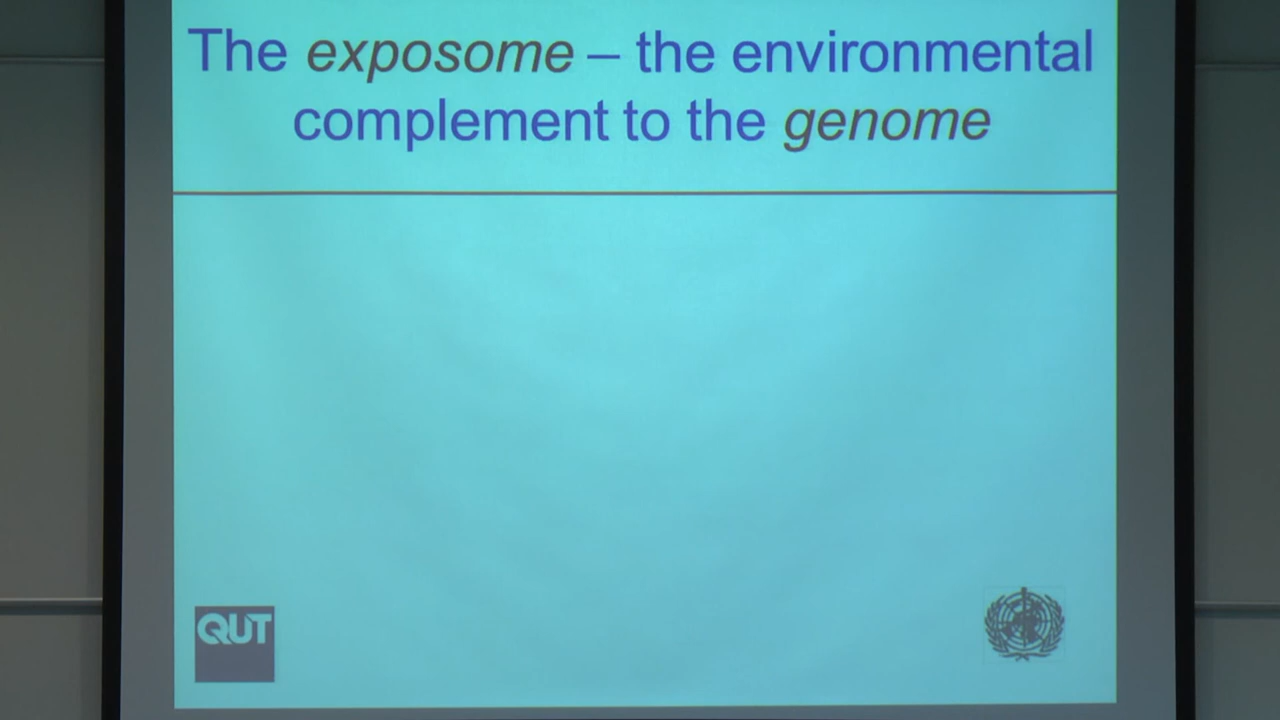 The exposome – the environmental
complement to the genome
QUT